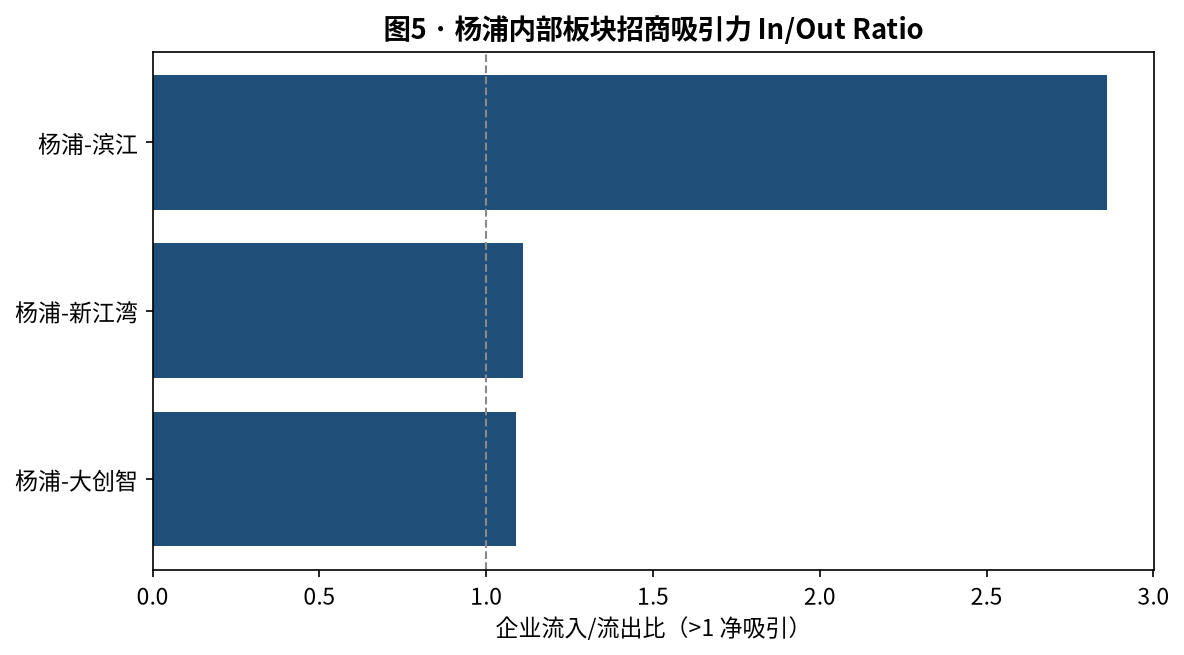 图5 · 杨浦内部板块招商吸引力 In/Out Ratio
杨浦-滨江
杨浦-新江湾
杨浦-大创智
0.0 0.5 1.0 1.5 2.0 2.5 3.0
企业流入/流出比（>1 净吸引）